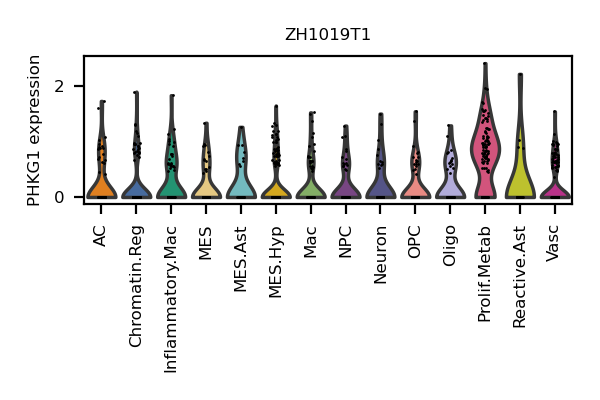 ZH1019T1
PHKG1 expression
2
0
AC
Chromatin.Reg
Inflammatory.Mac
MES
MES.Ast
MES.Hyp
Mac
NPC
Neuron
OPC
Oligo
Prolif.Metab
Reactive.Ast
Vasc